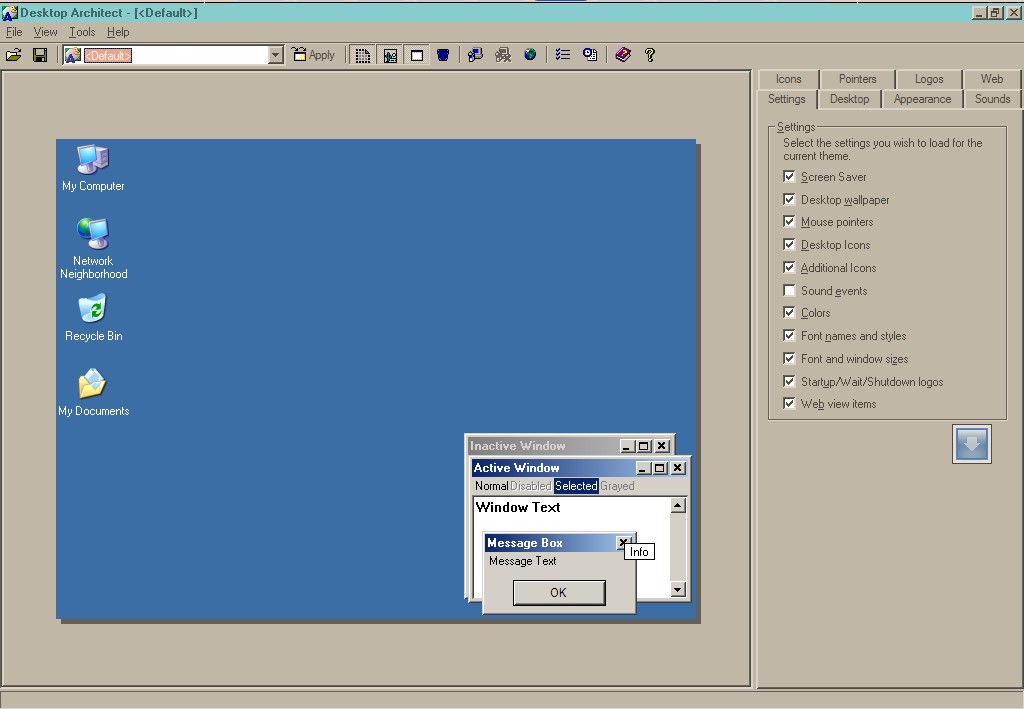 Desktop Architect - [<Default>]
File View Tools Help
<Default> Apply
Icons Pointers Logos Web
Settings Desktop Appearance Sounds
Settings
Select the settings you wish to load for the
current theme.
Screen Saver
Desktop wallpaper
Mouse pointers
Desktop Icons
Additional Icons
Sound events
Colors
Font names and styles
Font and window sizes
Startup/Wait/Shutdown logos
Web view items
My Computer
Network
Neighborhood
Recycle Bin
My Documents
Inactive Window
Active Window
Normal Disabled Selected Grayed
Window Text
Message Box
Info
Message Text
OK